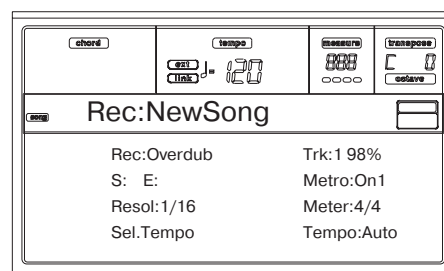 chord tempo measure transpose
ext
link ♩= 120 888 C 0
octave
song Rec:NewSong
Rec:Overdub Trk:1 98%
S: E: Metro:On1
Resol:1/16 Meter:4/4
Sel.Tempo Tempo:Auto